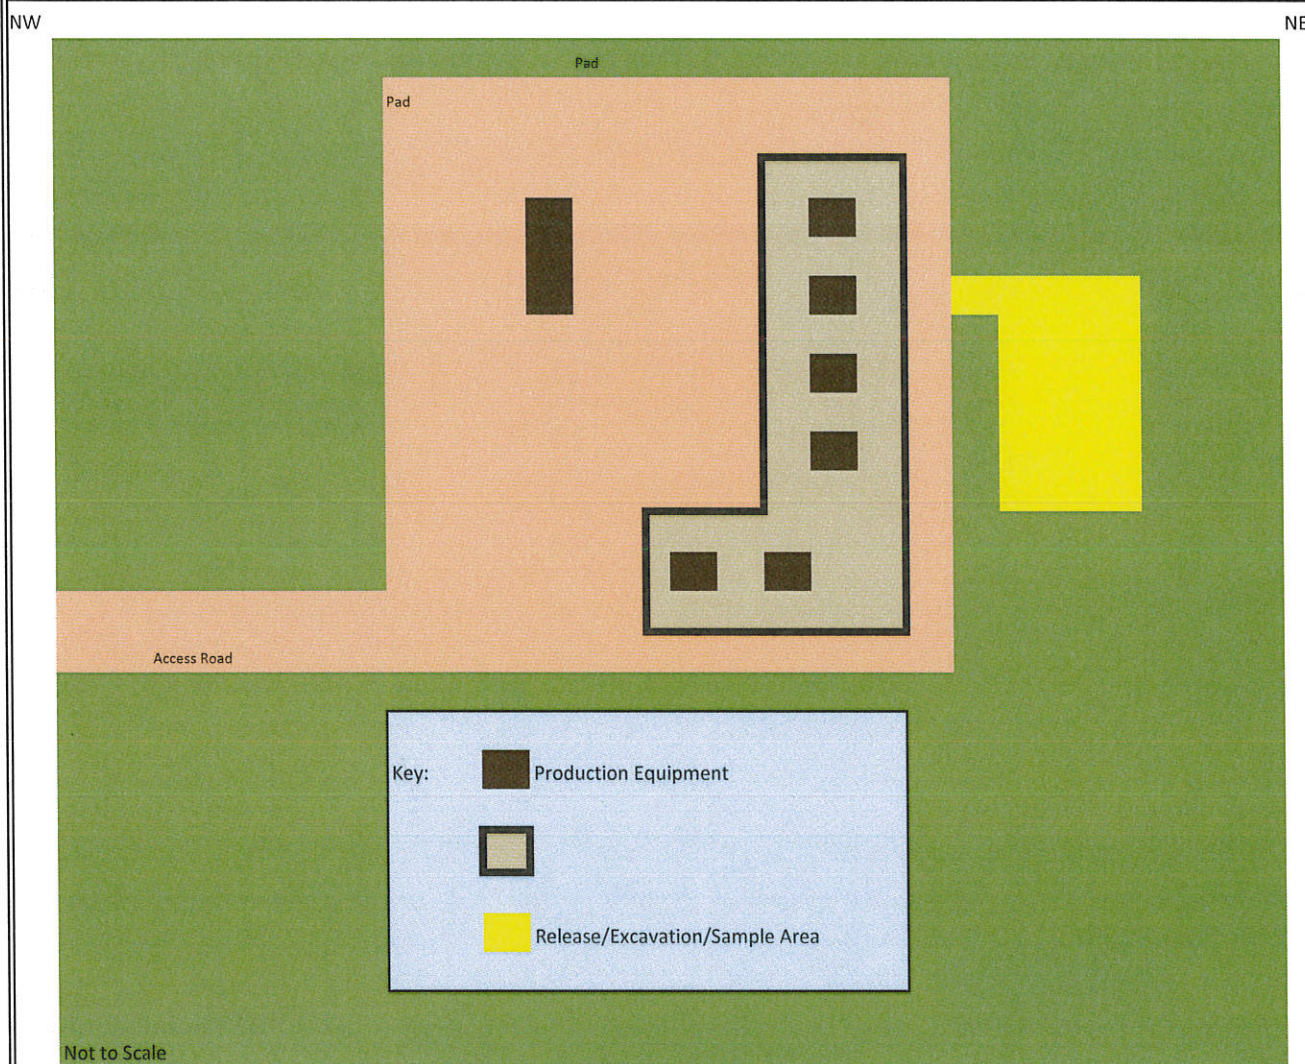 NW
NE
Pad
Pad
Access Road
Key:
Production Equipment
Release/Excavation/Sample Area
Not to Scale